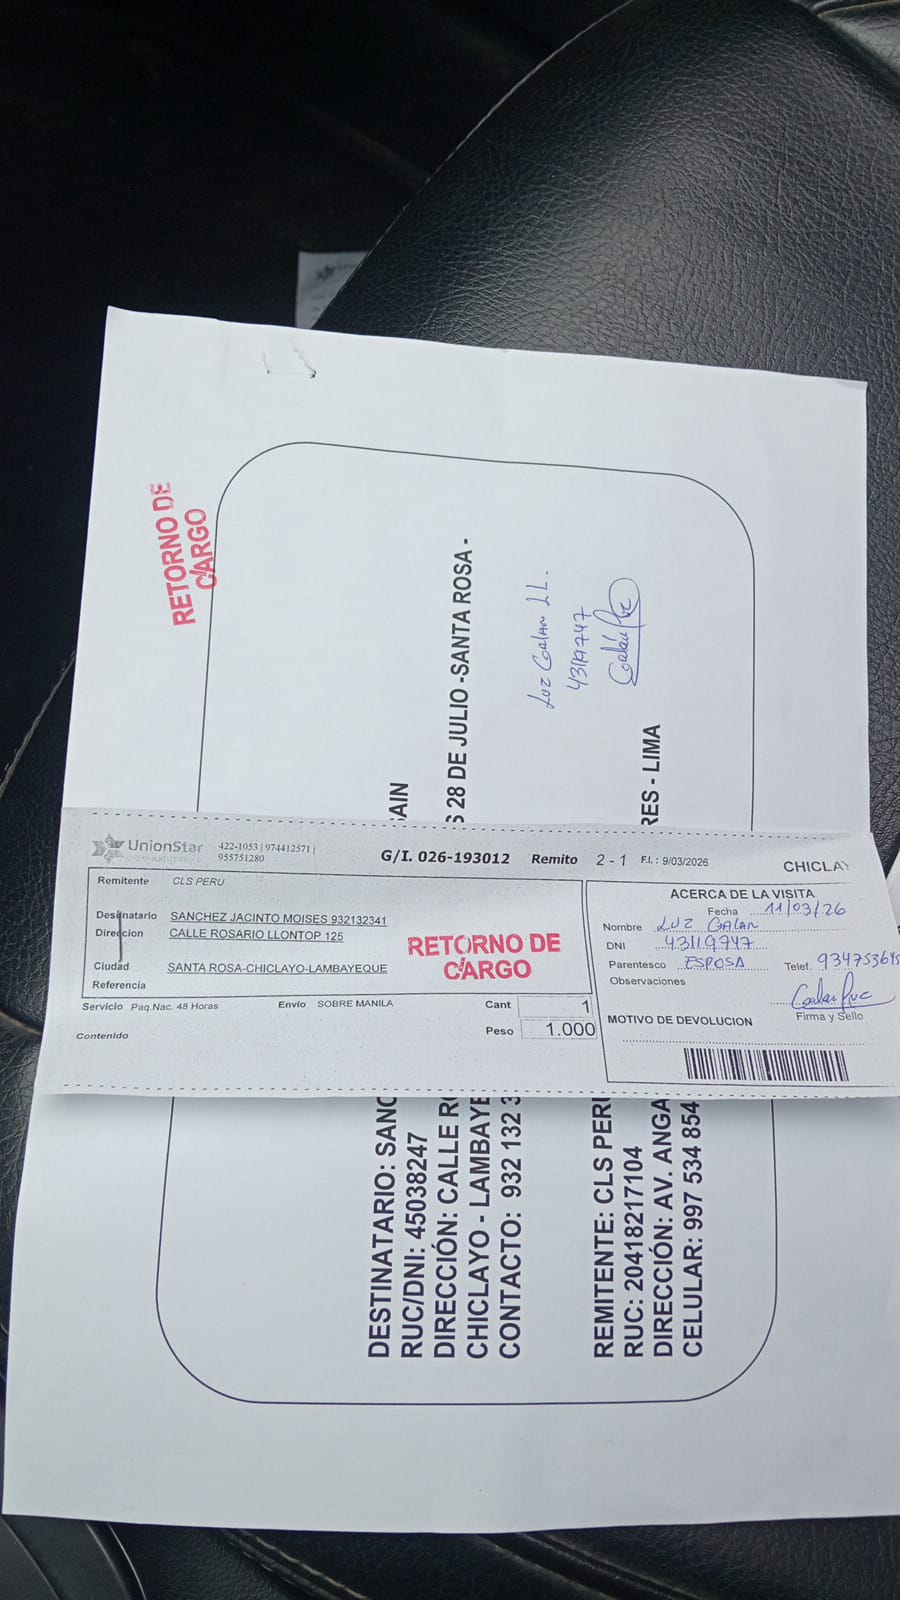 RETORNO DE
CARGO
AIN
28 DE JULIO -SANTA ROSA -
LUZ GALAN LL.
43119747
RES - LIMA
UnionStar
422-1053 | 974412571 |
955751280
G/I. 026-193012 Remito 2 - 1 F.I.: 9/03/2026
CHICLAY
Remitente CLS PERU
Destinatario SANCHEZ JACINTO MOISES 932132341
Direccion CALLE ROSARIO LLONTOP 125
Ciudad SANTA ROSA-CHICLAYO-LAMBAYEQUE
Referencia
RETORNO DE
CARGO
Servicio Paq.Nac. 48 Horas Envío SOBRE MANILA Cant 1
Peso 1.000
Contenido
ACERCA DE LA VISITA
Fecha 11/03/26
Nombre LUZ GALAN
DNI 43119747
Parentesco ESPOSA Telef. 934753645
Observaciones
Firma y Sello
MOTIVO DE DEVOLUCION
DESTINATARIO: SANC
RUC/DNI: 45038247
DIRECCIÓN: CALLE RO
CHICLAYO - LAMBAYE
CONTACTO: 932 132 3
REMITENTE: CLS PERU
RUC: 20418217104
DIRECCIÓN: AV. ANGA
CELULAR: 997 534 854